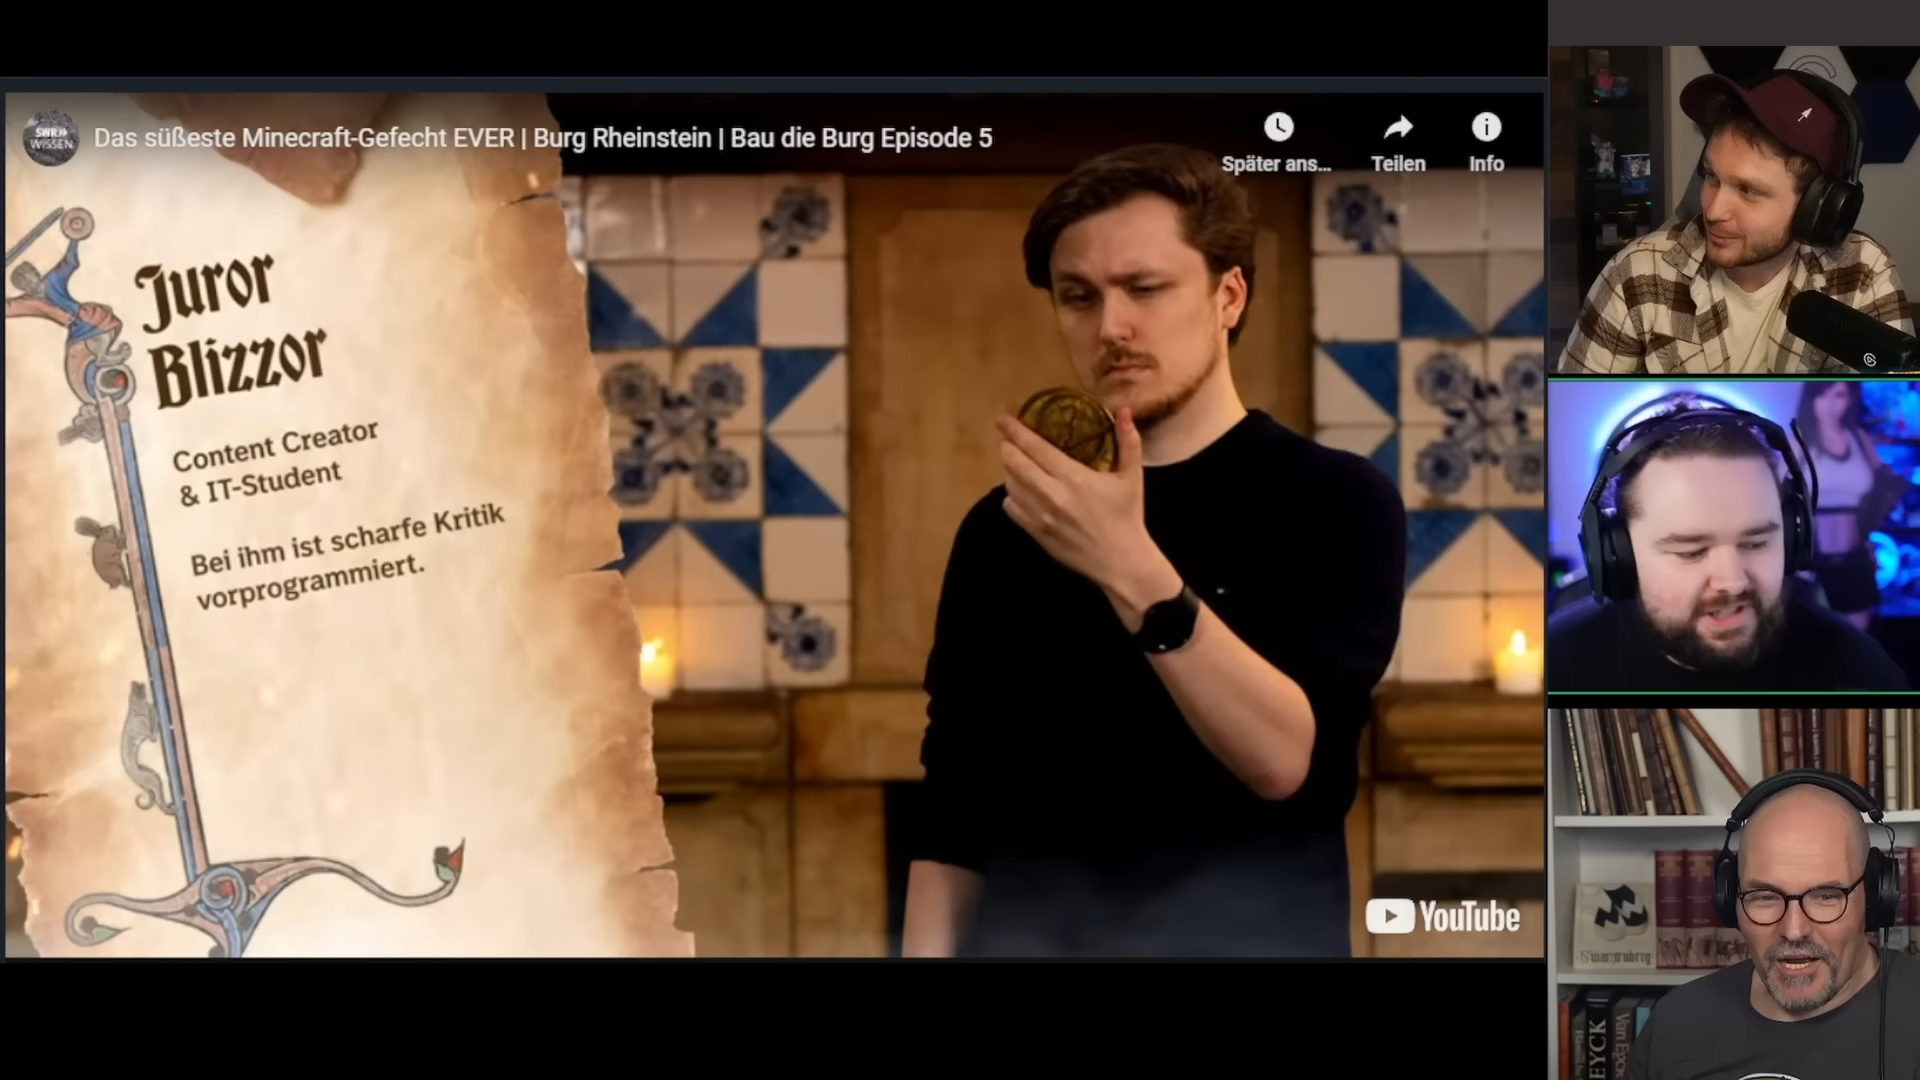 SWR»
WISSEN
Das süßeste Minecraft-Gefecht EVER | Burg Rheinstein | Bau die Burg Episode 5
Später ans...
Teilen
Info
Juror
Blizzor
Content Creator
& IT-Student
Bei ihm ist scharfe Kritik
vorprogrammiert.
YouTube
EYCK